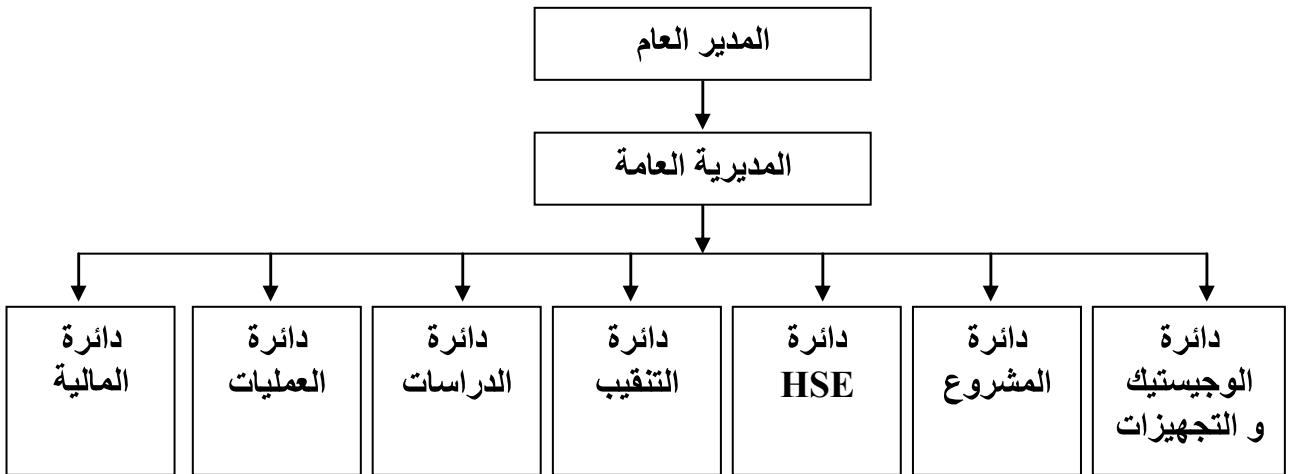 المدير العام
المديرية العامة
دائرة
الوجيستيك
و التجهيزات
دائرة
المشروع
دائرة
HSE
دائرة
التنقيب
دائرة
الدراسات
دائرة
العمليات
دائرة
المالية